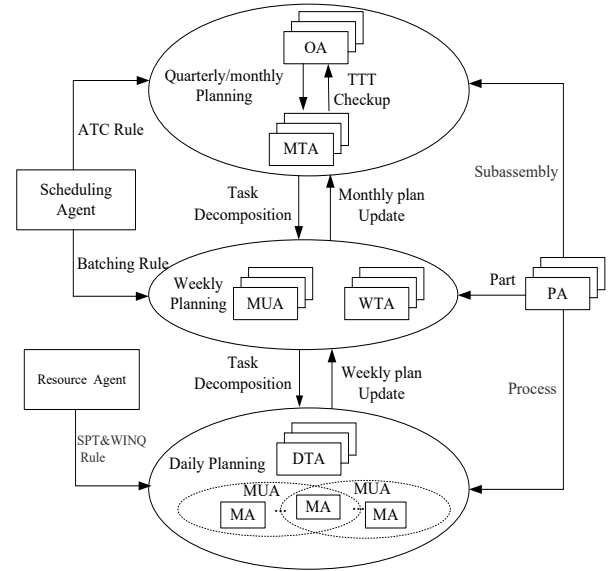 OA
Quarterly/monthly
Planning
TTT
Checkup
MTA
ATC Rule
Scheduling
Agent
Subassembly
Task
Decomposition
Monthly plan
Update
Batching Rule
Weekly
Planning
MUA
WTA
Part
PA
Task
Decomposition
Weekly plan
Update
Resource Agent
Process
SPT&WINQ
Rule
Daily Planning
DTA
MUA
MUA
MA
...
MA
...
MA